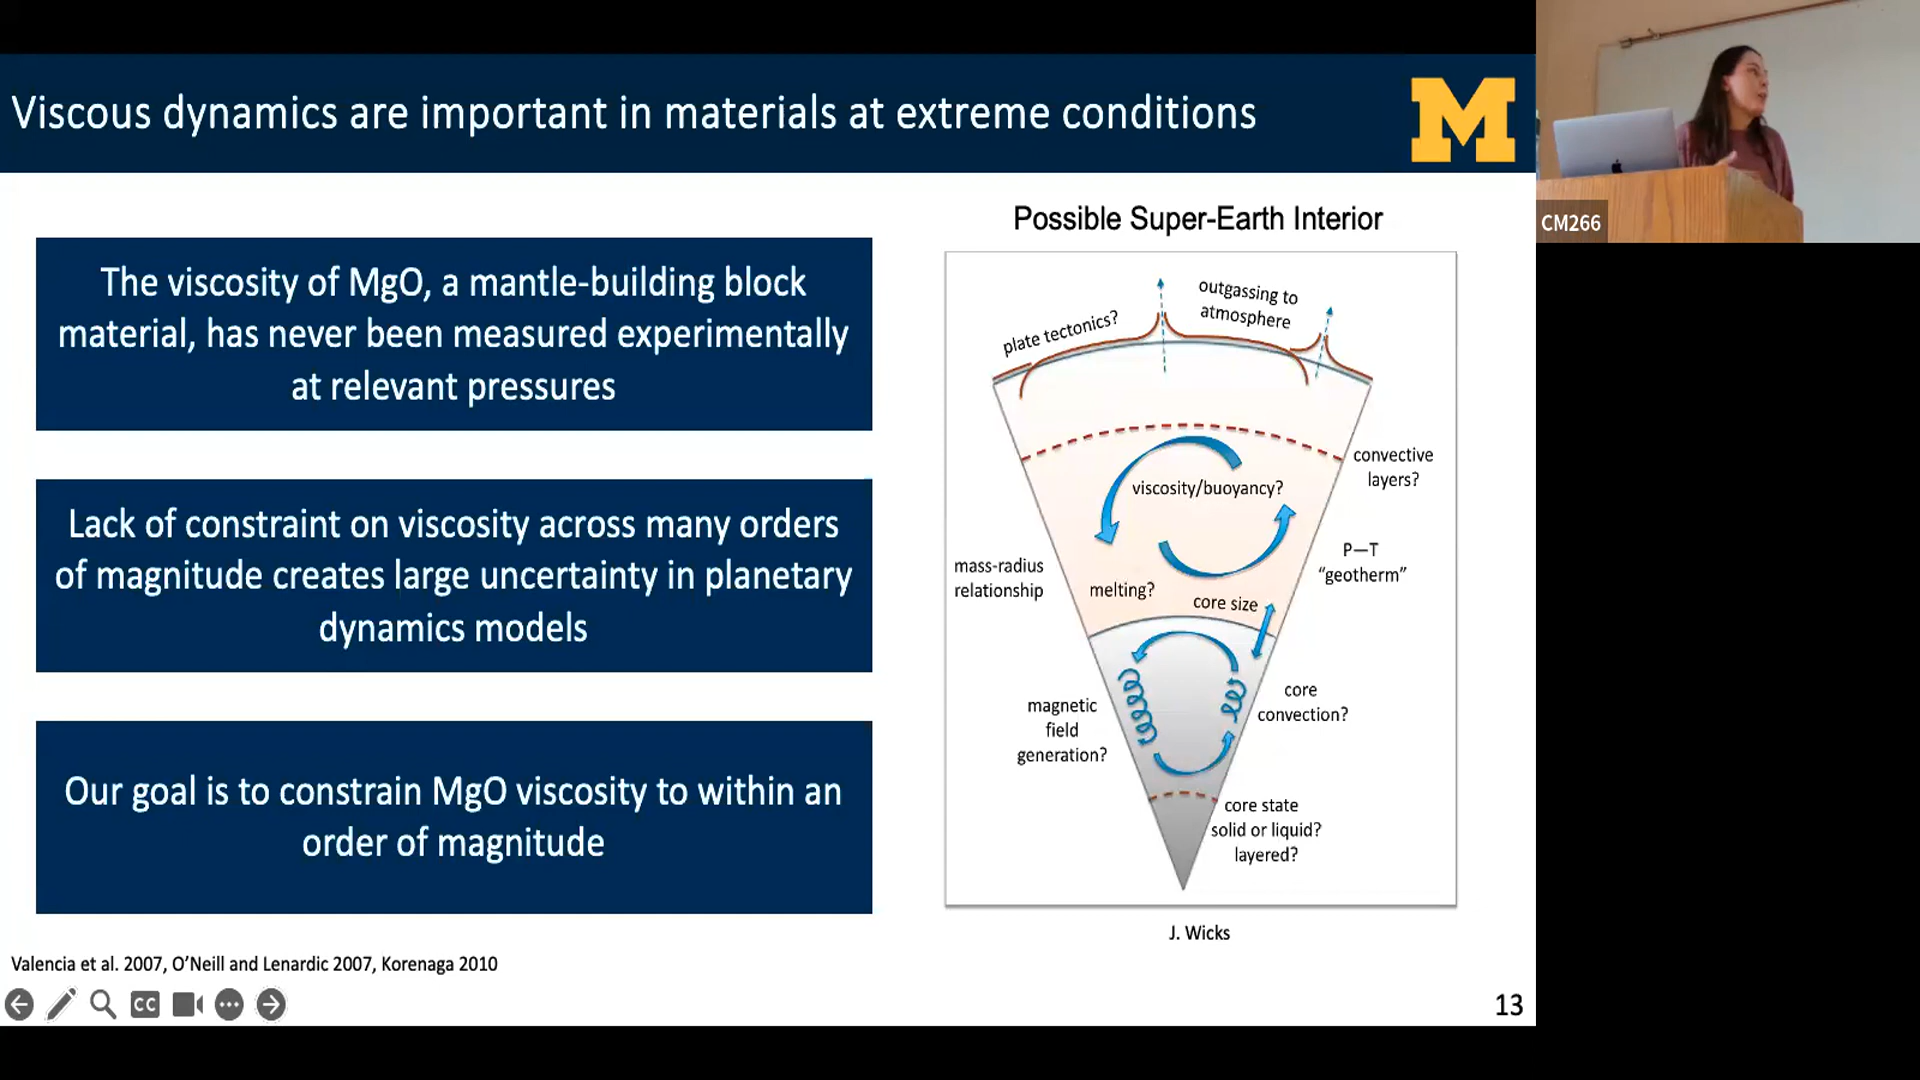 Viscous dynamics are important in materials at extreme conditions
M
CM266
The viscosity of MgO, a mantle-building block
material, has never been measured experimentally
at relevant pressures
Lack of constraint on viscosity across many orders
of magnitude creates large uncertainty in planetary
dynamics models
Our goal is to constrain MgO viscosity to within an
order of magnitude
Possible Super-Earth Interior
plate tectonics?
outgassing to
atmosphere
convective
layers?
viscosity/buoyancy?
P—T
“geotherm”
mass-radius
relationship
melting?
core size
magnetic
field
generation?
core
convection?
core state
solid or liquid?
layered?
J. Wicks
Valencia et al. 2007, O’Neill and Lenardic 2007, Korenaga 2010
CC
13